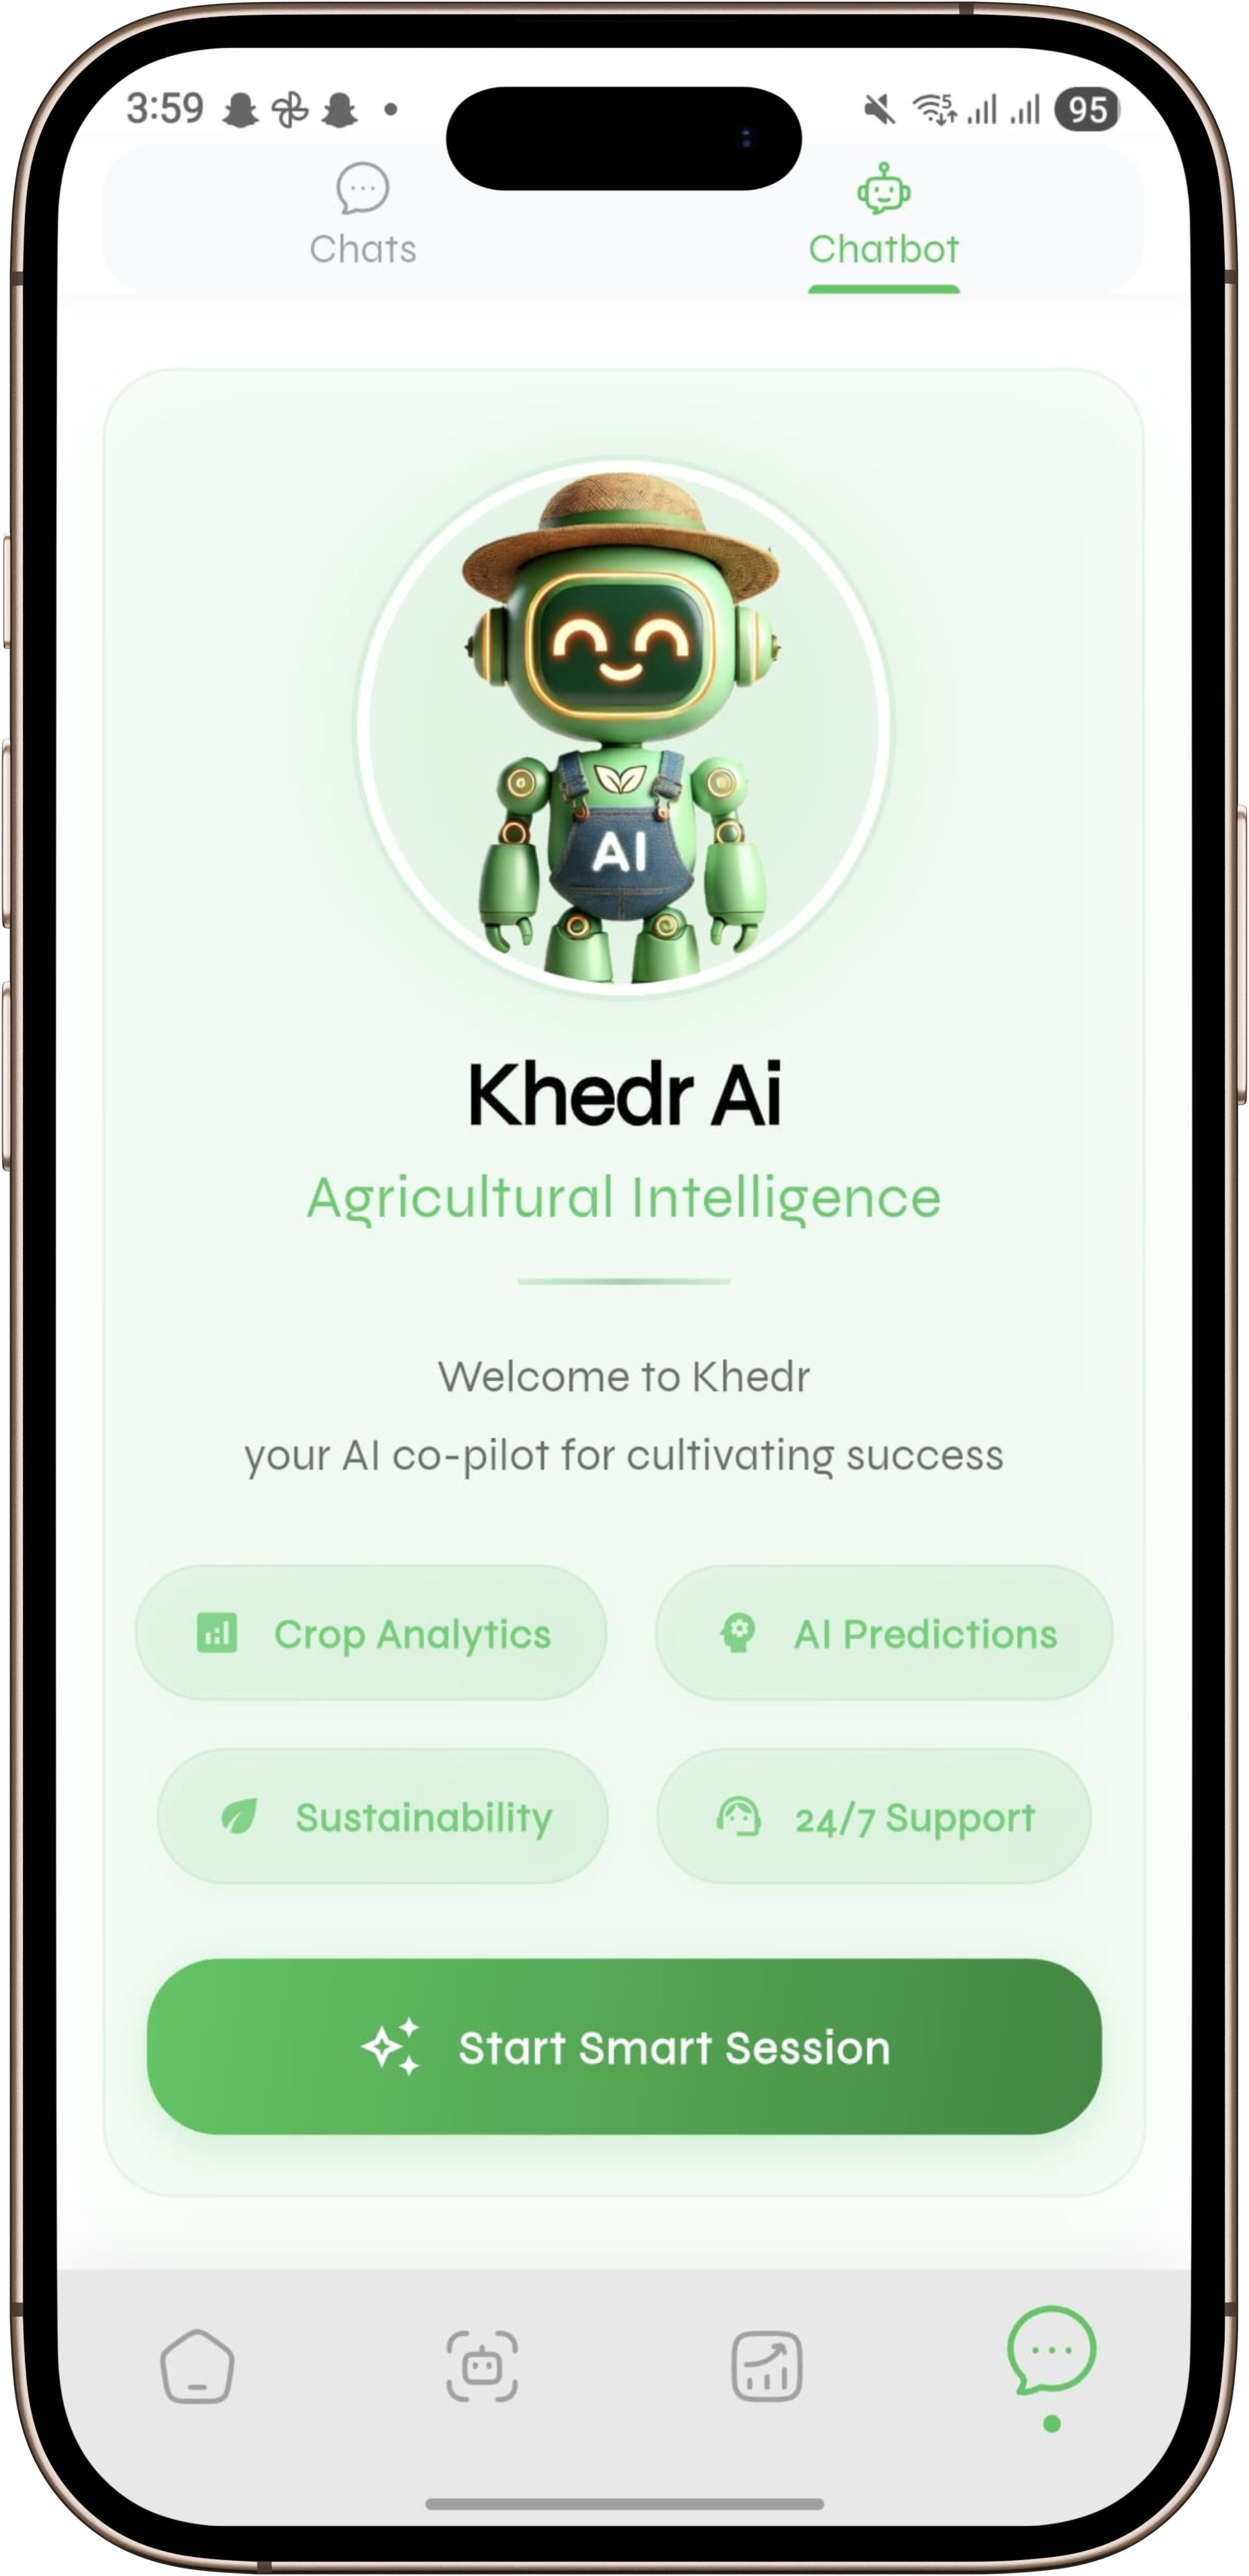 3:59
95
Chats
Chatbot
AI
Khedr Ai
Agricultural Intelligence
Welcome to Khedr
your AI co-pilot for cultivating success
Crop Analytics
AI Predictions
Sustainability
24/7 Support
Start Smart Session